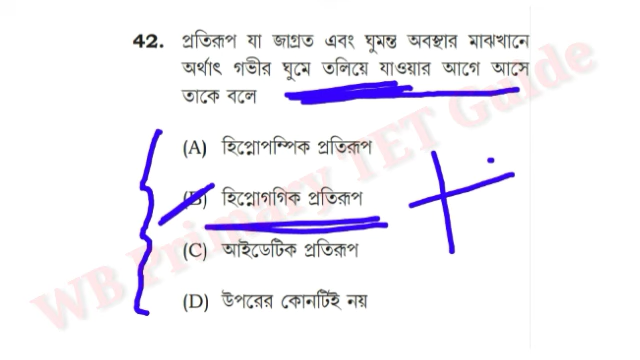 42. প্রতিরূপ যা জাগ্রত এবং ঘুমন্ত অবস্থার মাঝখানে
অর্থাৎ গভীর ঘুমে তলিয়ে যাওয়ার আগে আসে
তাকে বলে
(A) হিপ্নোপম্পিক প্রতিরূপ
(B) হিপ্নোগগিক প্রতিরূপ
(C) আইডেটিক প্রতিরূপ
(D) উপরের কোনটিই নয়
WB Primary TET Guide